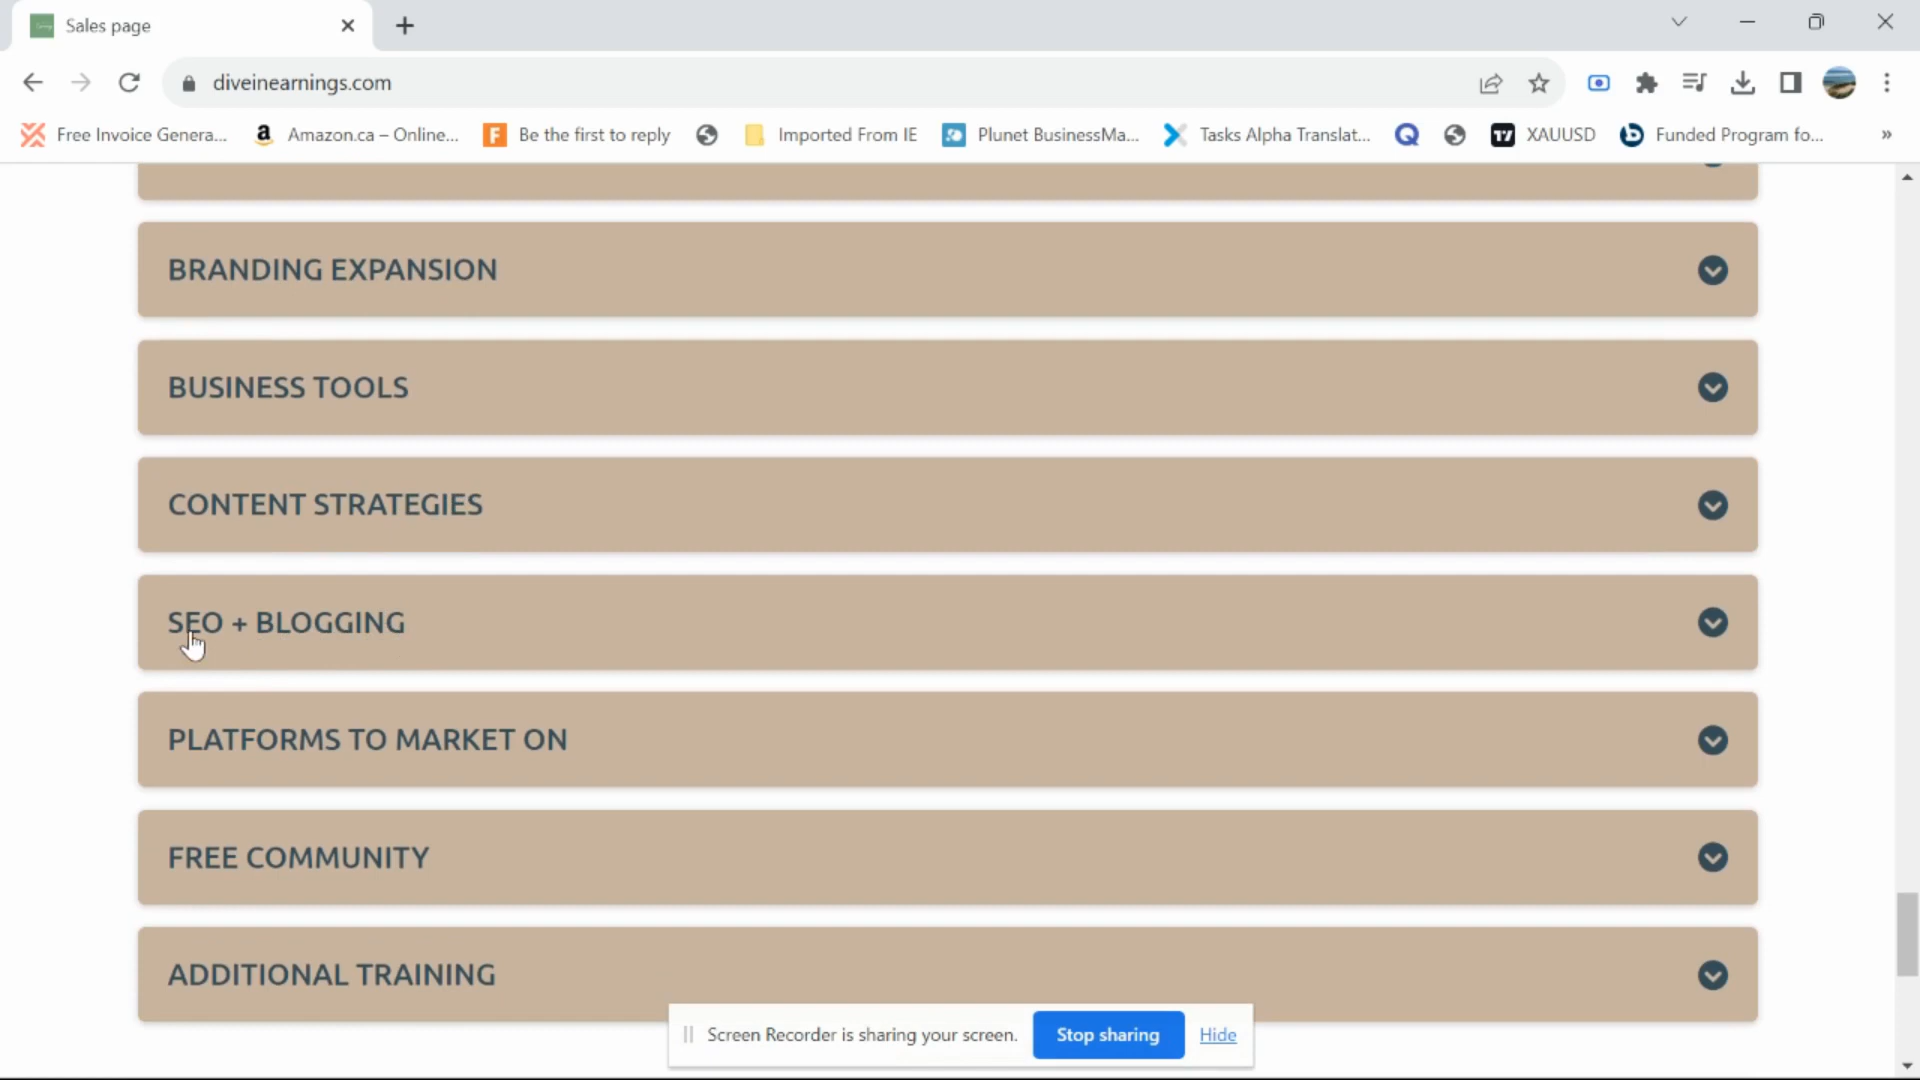 Sales page
diveinearnings.com
Free Invoice Genera...
Amazon.ca – Online...
Be the first to reply
Imported From IE
Plunet BusinessMa...
Tasks Alpha Translat...
XAUUSD
Funded Program fo...
»
BRANDING EXPANSION
BUSINESS TOOLS
CONTENT STRATEGIES
SEO + BLOGGING
PLATFORMS TO MARKET ON
FREE COMMUNITY
ADDITIONAL TRAINING
Screen Recorder is sharing your screen. Stop sharing Hide